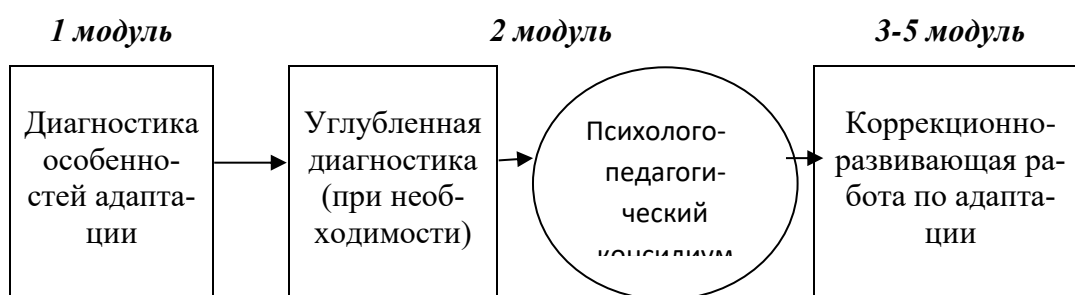 1 модуль
2 модуль
3-5 модуль
Диагностика
особенно-
стей адапта-
ции
Углубленная
диагностика
(при необ-
ходимости)
Психолого-
педагоги-
ческий
консилиум
Коррекционно-
развивающая ра-
бота по адапта-
ции